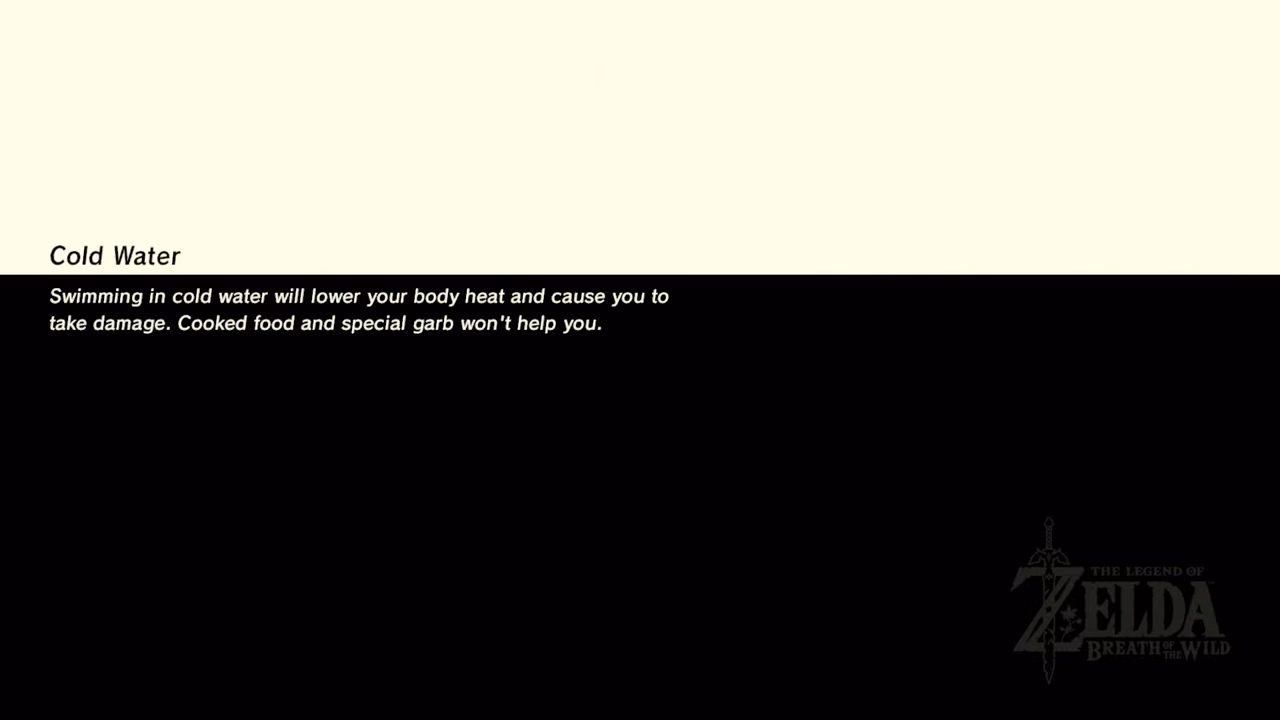 Cold Water
Swimming in cold water will lower your body heat and cause you to
take damage. Cooked food and special garb won't help you.
THE LEGEND OF
ZELDA
BREATH OF THE WILD